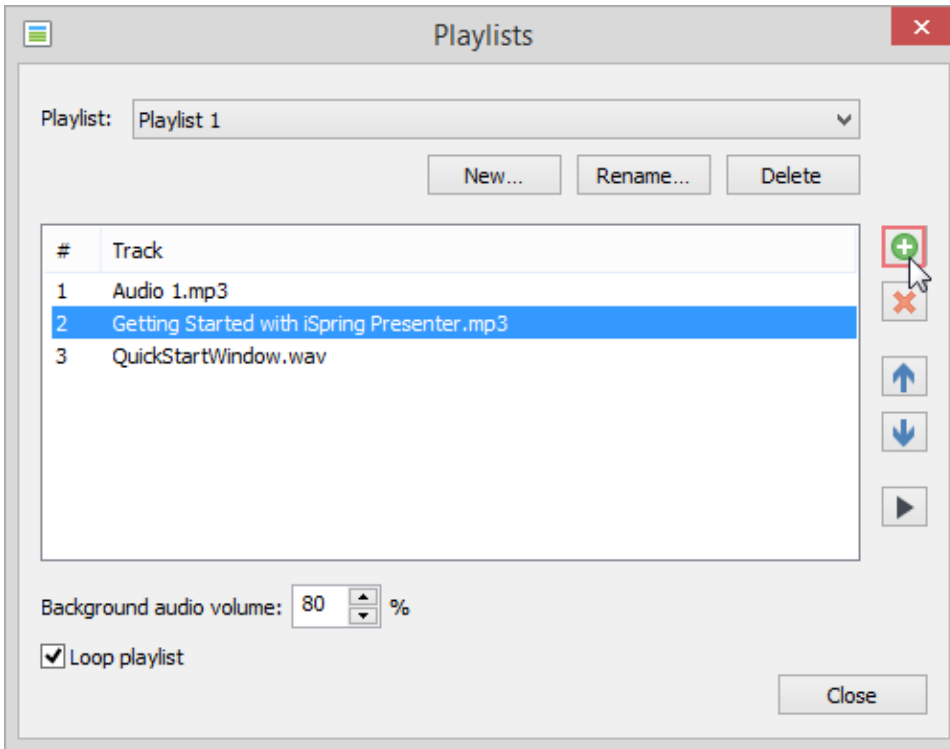 Playlists
Playlist: Playlist 1
New... Rename... Delete
# Track
1 Audio 1.mp3
2 Getting Started with iSpring Presenter.mp3
3 QuickStartWindow.wav
Background audio volume: 80 %
Loop playlist
Close